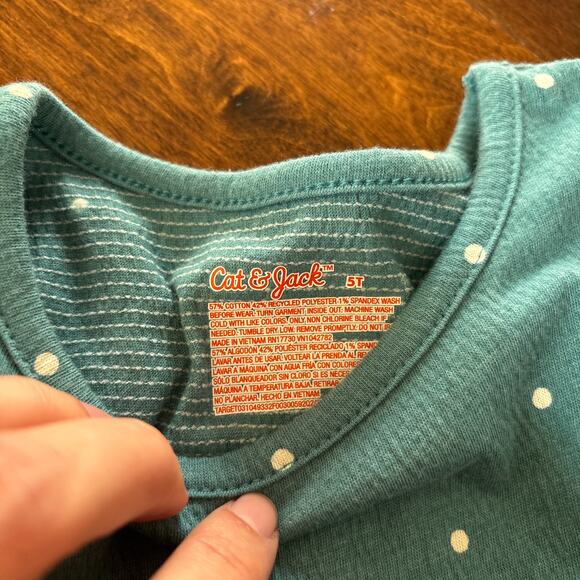 Cat & Jack™ 5T
57% COTTON 42% RECYCLED POLYESTER 1% SPANDEX WASH
BEFORE WEAR: TURN GARMENT INSIDE OUT: MACHINE WASH
COLD WITH LIKE COLORS, ONLY NON CHLORINE BLEACH IF
NEEDED. TUMBLE DRY LOW: REMOVE PROMPTLY: DO NOT
MADE IN VIETNAM RN17730 VN1042782
57% ALGODÓN 42% POLIÉSTER RECICLADO 1%
LAVAR ANTES DE USAR: VOLTEAR LA PRENDA AL
LAVAR A MÁQUINA CON AGUA FRÍA CON
SÓLO BLANQUEADOR SIN CLORO SI ES
MÁQUINA A TEMPERATURA BAJA,
NO PLANCHAR. HECHO EN VIETNAM